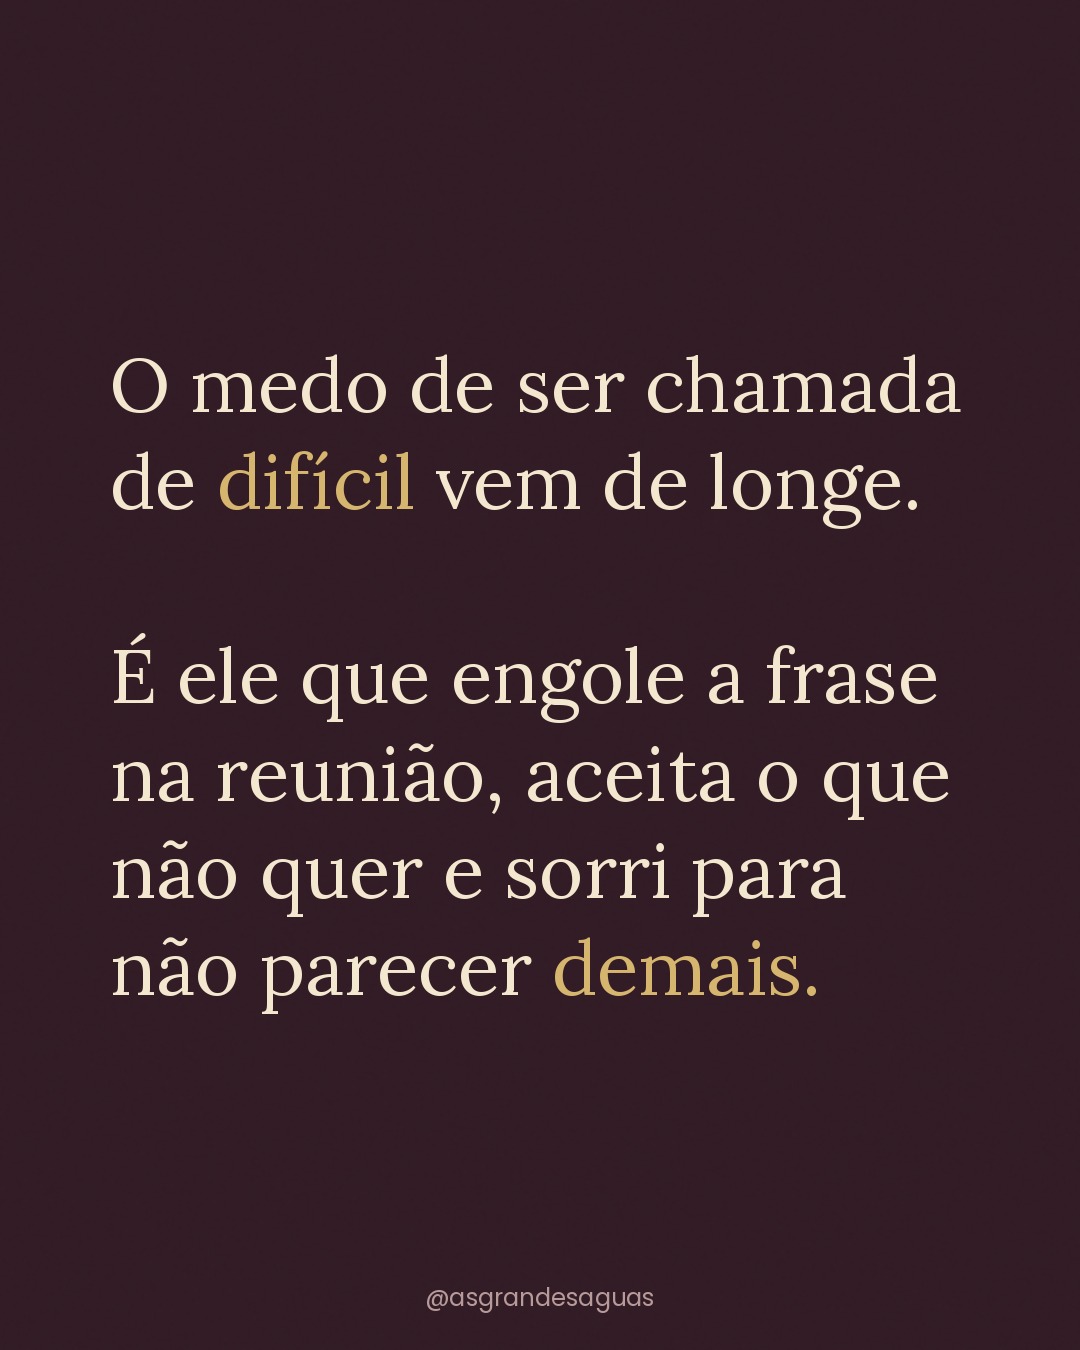 O medo de ser chamada
de difícil vem de longe.
É ele que engole a frase
na reunião, aceita o que
não quer e sorri para
não parecer demais.
@asgrandesaguas